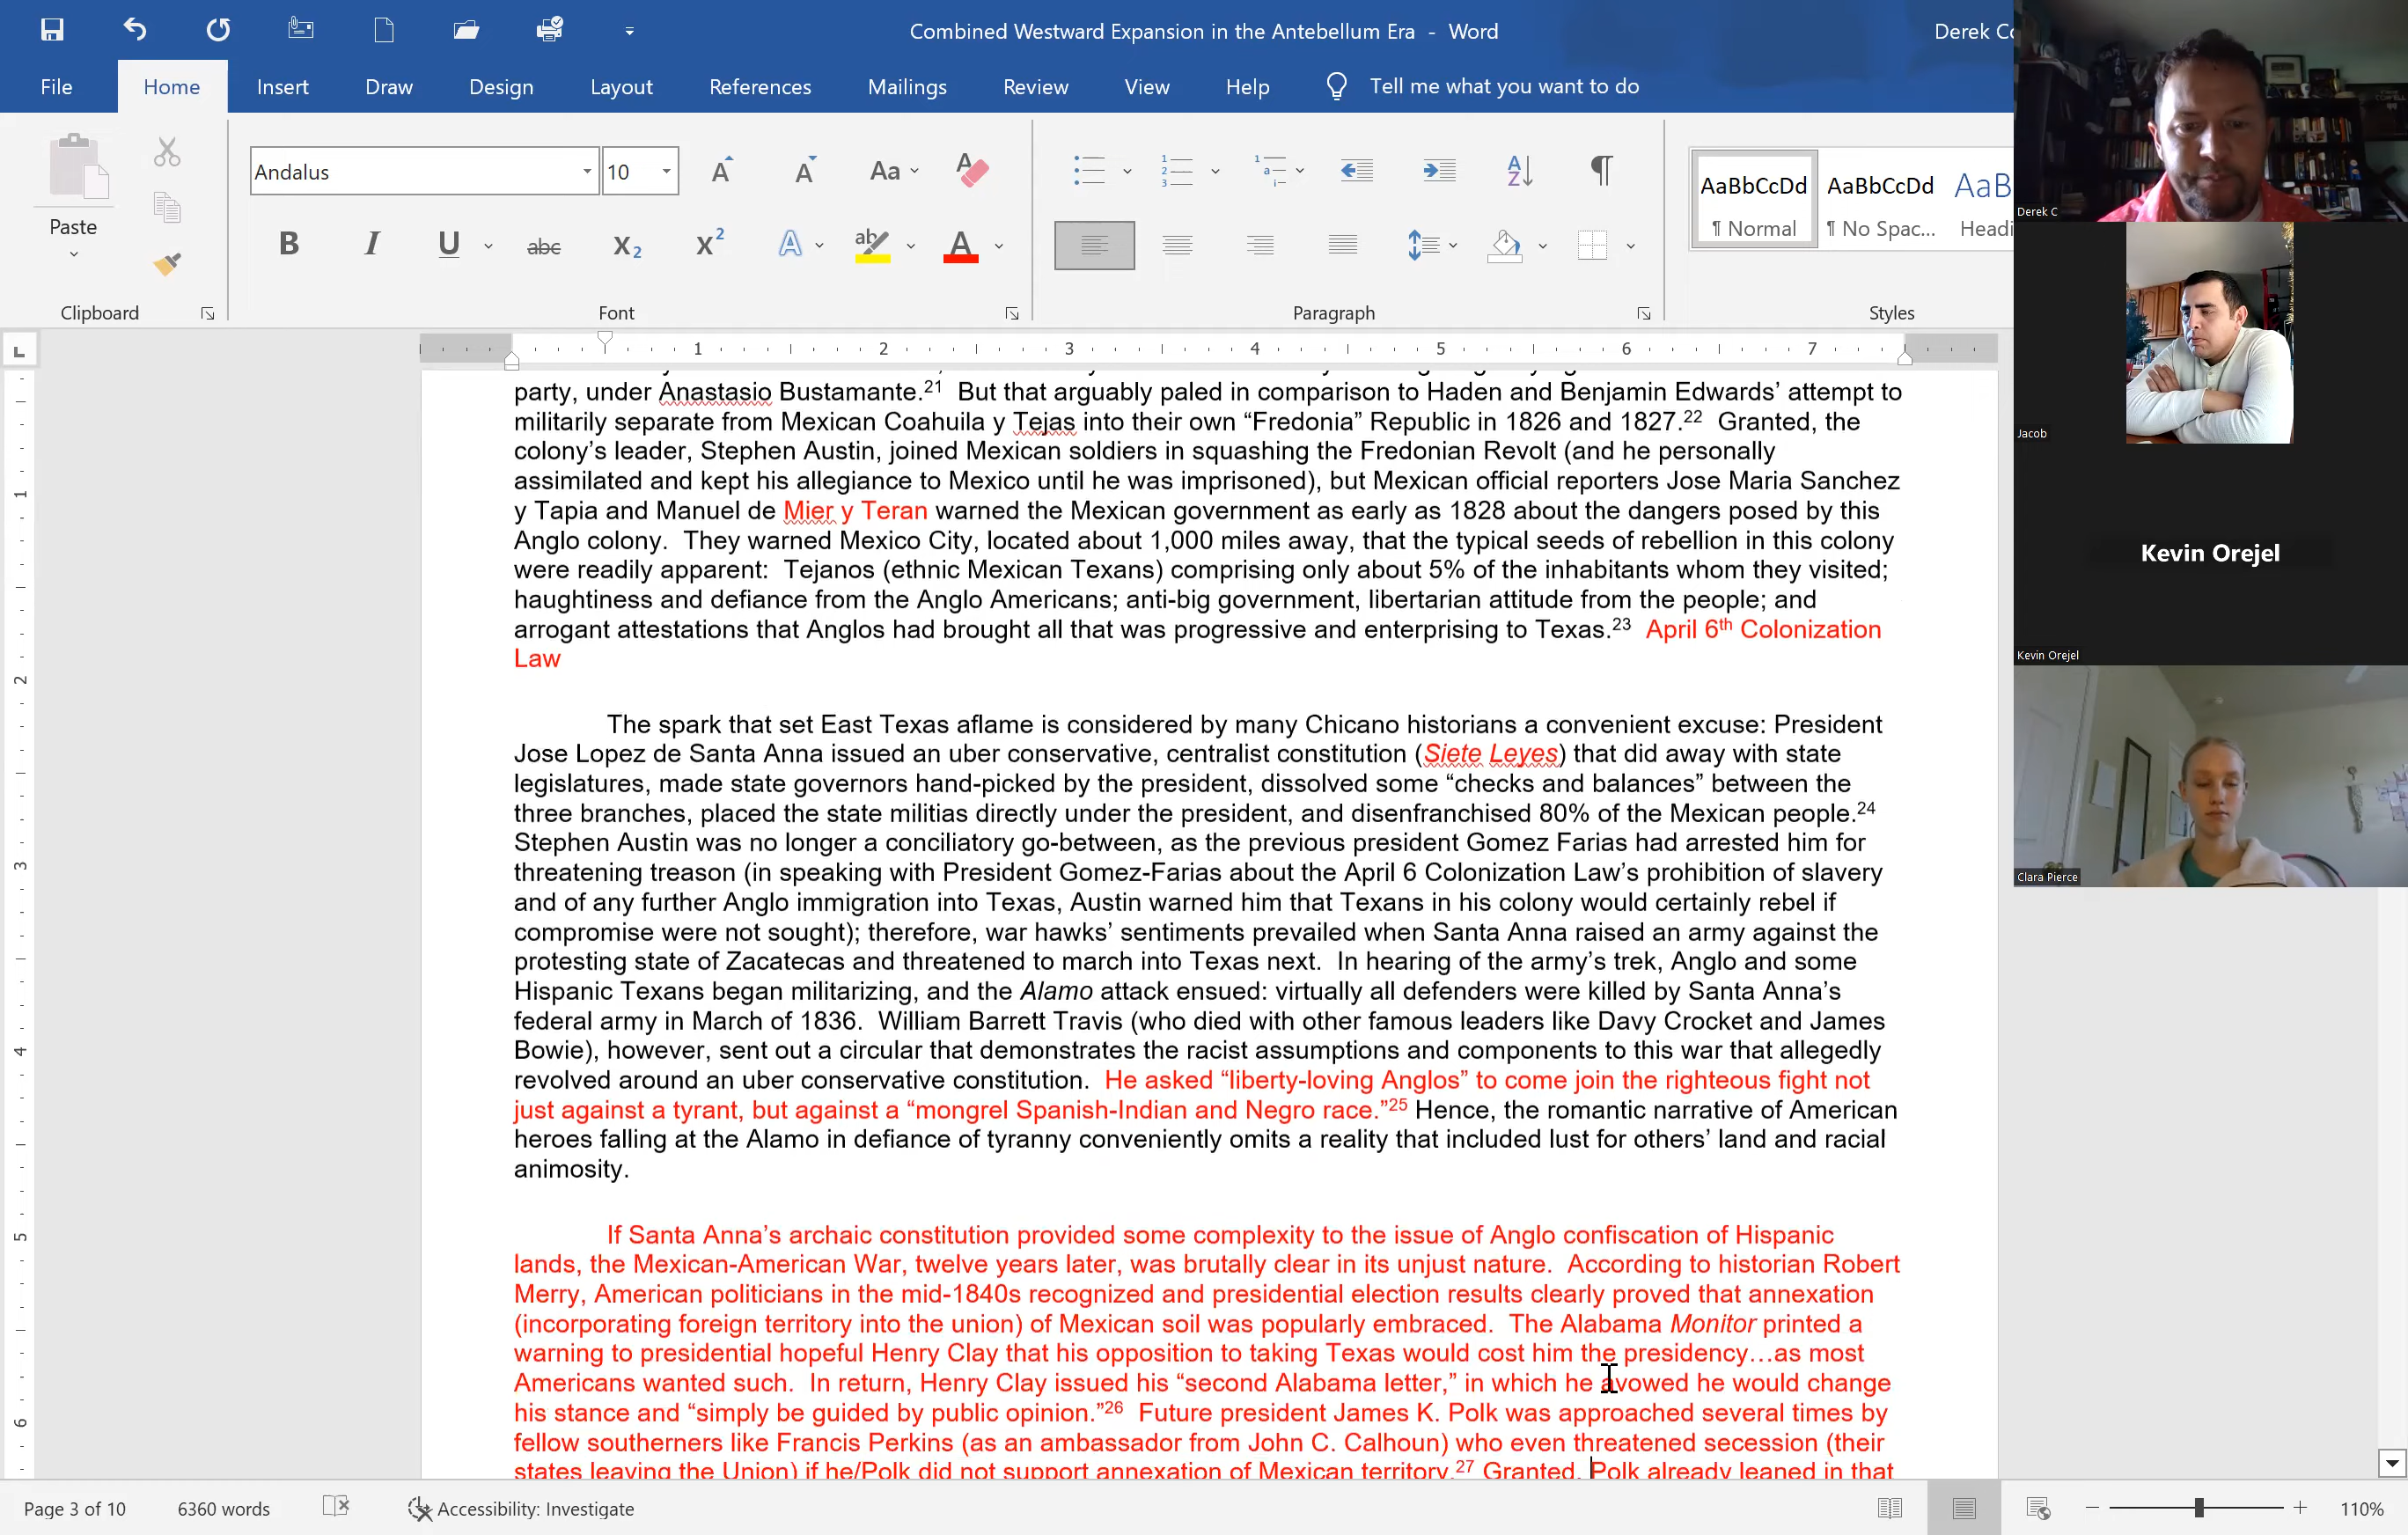 Combined Westward Expansion in the Antebellum Era - Word
Derek Co
File Home Insert Draw Design Layout References Mailings Review View Help Tell me what you want to do
Paste
Andalus
10
AaBbCcDd AaBbCcDd AaB
¶ Normal ¶ No Spac... Headi
Clipboard Font Paragraph Styles
party, under Anastasio Bustamante.21 But that arguably paled in comparison to Haden and Benjamin Edwards' attempt to
militarily separate from Mexican Coahuila y Tejas into their own “Fredonia” Republic in 1826 and 1827.22 Granted, the
colony's leader, Stephen Austin, joined Mexican soldiers in squashing the Fredonian Revolt (and he personally
assimilated and kept his allegiance to Mexico until he was imprisoned), but Mexican official reporters Jose Maria Sanchez
y Tapia and Manuel de Mier y Teran warned the Mexican government as early as 1828 about the dangers posed by this
Anglo colony. They warned Mexico City, located about 1,000 miles away, that the typical seeds of rebellion in this colony
were readily apparent: Tejanos (ethnic Mexican Texans) comprising only about 5% of the inhabitants whom they visited;
haughtiness and defiance from the Anglo Americans; anti-big government, libertarian attitude from the people; and
arrogant attestations that Anglos had brought all that was progressive and enterprising to Texas.23 April 6th Colonization
Law
The spark that set East Texas aflame is considered by many Chicano historians a convenient excuse: President
Jose Lopez de Santa Anna issued an uber conservative, centralist constitution (Siete Leyes) that did away with state
legislatures, made state governors hand-picked by the president, dissolved some “checks and balances” between the
three branches, placed the state militias directly under the president, and disenfranchised 80% of the Mexican people.24
Stephen Austin was no longer a conciliatory go-between, as the previous president Gomez Farias had arrested him for
threatening treason (in speaking with President Gomez-Farias about the April 6 Colonization Law's prohibition of slavery
and of any further Anglo immigration into Texas, Austin warned him that Texans in his colony would certainly rebel if
compromise were not sought); therefore, war hawks' sentiments prevailed when Santa Anna raised an army against the
protesting state of Zacatecas and threatened to march into Texas next. In hearing of the army's trek, Anglo and some
Hispanic Texans began militarizing, and the Alamo attack ensued: virtually all defenders were killed by Santa Anna's
federal army in March of 1836. William Barrett Travis (who died with other famous leaders like Davy Crocket and James
Bowie), however, sent out a circular that demonstrates the racist assumptions and components to this war that allegedly
revolved around an uber conservative constitution. He asked “liberty-loving Anglos” to come join the righteous fight not
just against a tyrant, but against a “mongrel Spanish-Indian and Negro race.”25 Hence, the romantic narrative of American
heroes falling at the Alamo in defiance of tyranny conveniently omits a reality that included lust for others' land and racial
animosity.
If Santa Anna's archaic constitution provided some complexity to the issue of Anglo confiscation of Hispanic
lands, the Mexican-American War, twelve years later, was brutally clear in its unjust nature. According to historian Robert
Merry, American politicians in the mid-1840s recognized and presidential election results clearly proved that annexation
(incorporating foreign territory into the union) of Mexican soil was popularly embraced. The Alabama Monitor printed a
warning to presidential hopeful Henry Clay that his opposition to taking Texas would cost him the presidency…as most
Americans wanted such. In return, Henry Clay issued his “second Alabama letter,” in which he avowed he would change
his stance and “simply be guided by public opinion.”26 Future president James K. Polk was approached several times by
fellow southerners like Francis Perkins (as an ambassador from John C. Calhoun) who even threatened secession (their
states leaving the Union) if he/Polk did not support annexation of Mexican territory.27 Granted, Polk already leaned in that
Page 3 of 10 6360 words Accessibility: Investigate 110%
Derek C
Jacob
Kevin Orejel
Kevin Orejel
Clara Pierce